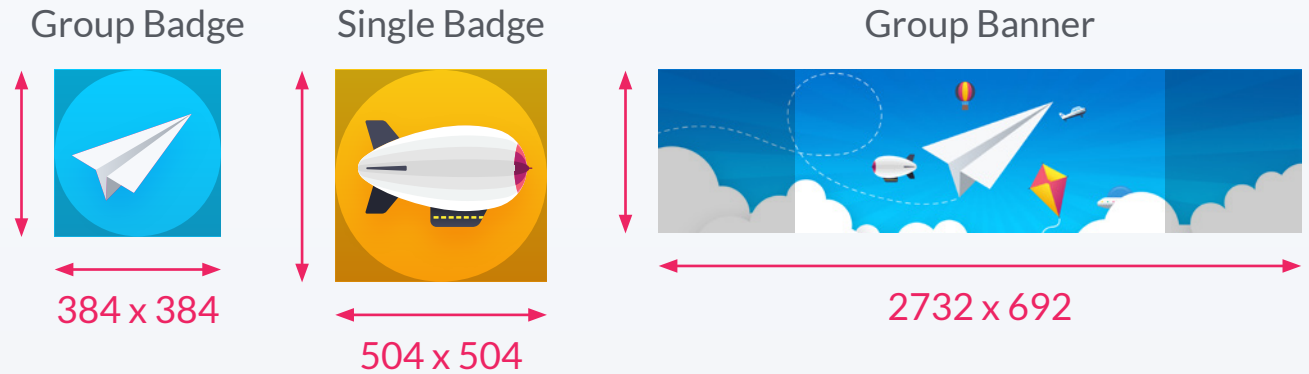 Group Badge
Single Badge
Group Banner
384 x 384
504 x 504
2732 x 692